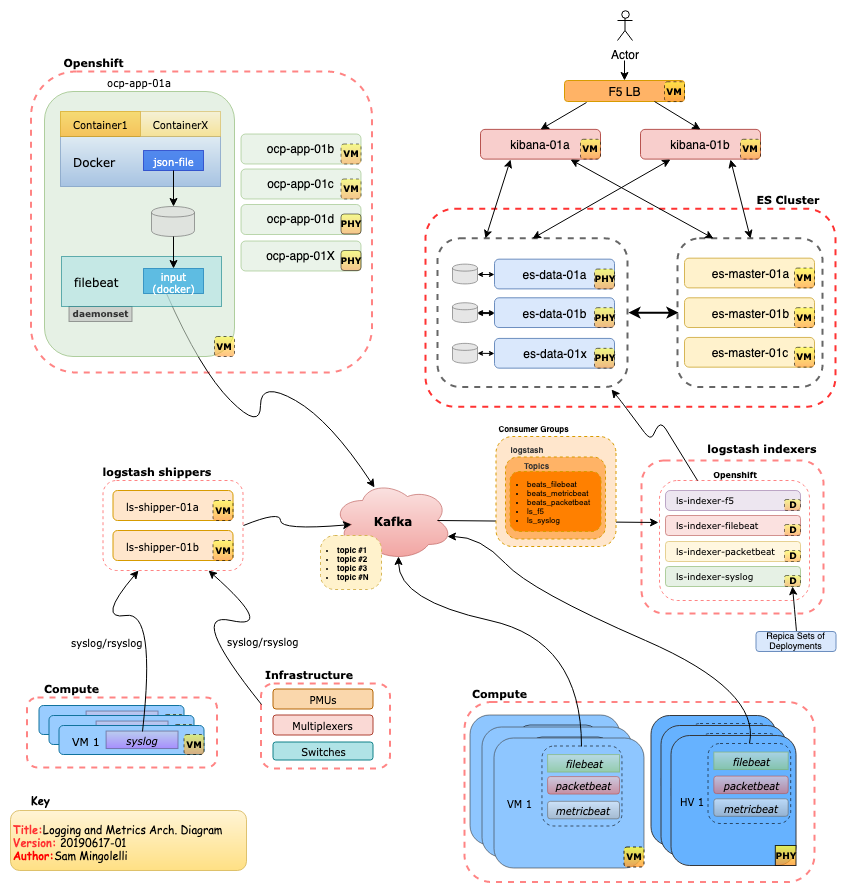 Actor
F5 LB
VM
kibana-01a
VM
kibana-01b
VM
Openshift
ocp-app-01a
Container1
ContainerX
Docker
json-file
filebeat
input
(docker)
daemonset
VM
ocp-app-01b
VM
ocp-app-01c
VM
ocp-app-01d
PHY
ocp-app-01X
PHY
ES Cluster
es-data-01a
PHY
es-data-01b
PHY
es-data-01x
PHY
es-master-01a
VM
es-master-01b
VM
es-master-01c
VM
logstash shippers
ls-shipper-01a
VM
ls-shipper-01b
VM
Kafka
• topic #1
• topic #2
• topic #3
• topic #N
Consumer Groups
logstash
Topics
• beats_filebeat
• beats_metricbeat
• beats_packetbeat
• ls_f5
• ls_syslog
logstash indexers
Openshift
ls-indexer-f5
D
ls-indexer-filebeat
D
ls-indexer-packetbeat
D
ls-indexer-syslog
D
Repica Sets of
Deployments
syslog/rsyslog
syslog/rsyslog
Compute
VM 1
syslog
VM
Infrastructure
PMUs
Multiplexers
Switches
Compute
VM 1
filebeat
packetbeat
metricbeat
VM
HV 1
filebeat
packetbeat
metricbeat
PHY
Key
Title:Logging and Metrics Arch. Diagram
Version: 20190617-01
Author:Sam Mingolelli